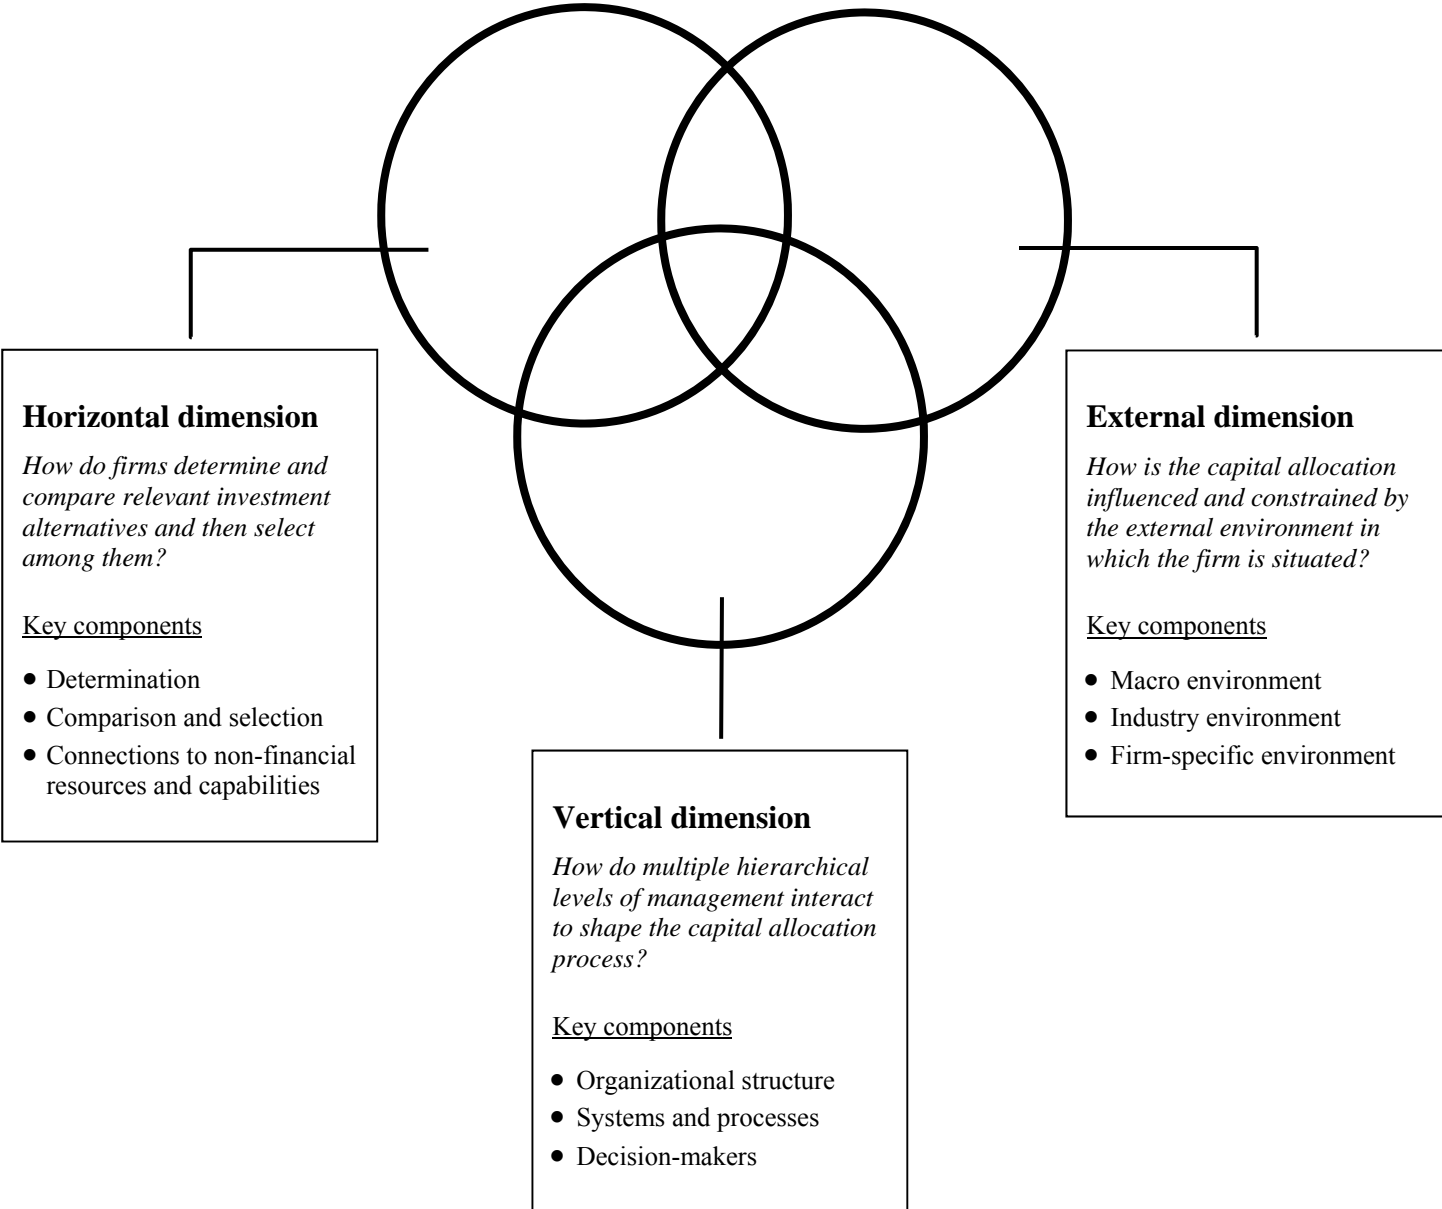 Horizontal dimension
How do firms determine and
compare relevant investment
alternatives and then select
among them?
Key components
• Determination
• Comparison and selection
• Connections to non-financial
resources and capabilities
External dimension
How is the capital allocation
influenced and constrained by
the external environment in
which the firm is situated?
Key components
• Macro environment
• Industry environment
• Firm-specific environment
Vertical dimension
How do multiple hierarchical
levels of management interact
to shape the capital allocation
process?
Key components
• Organizational structure
• Systems and processes
• Decision-makers